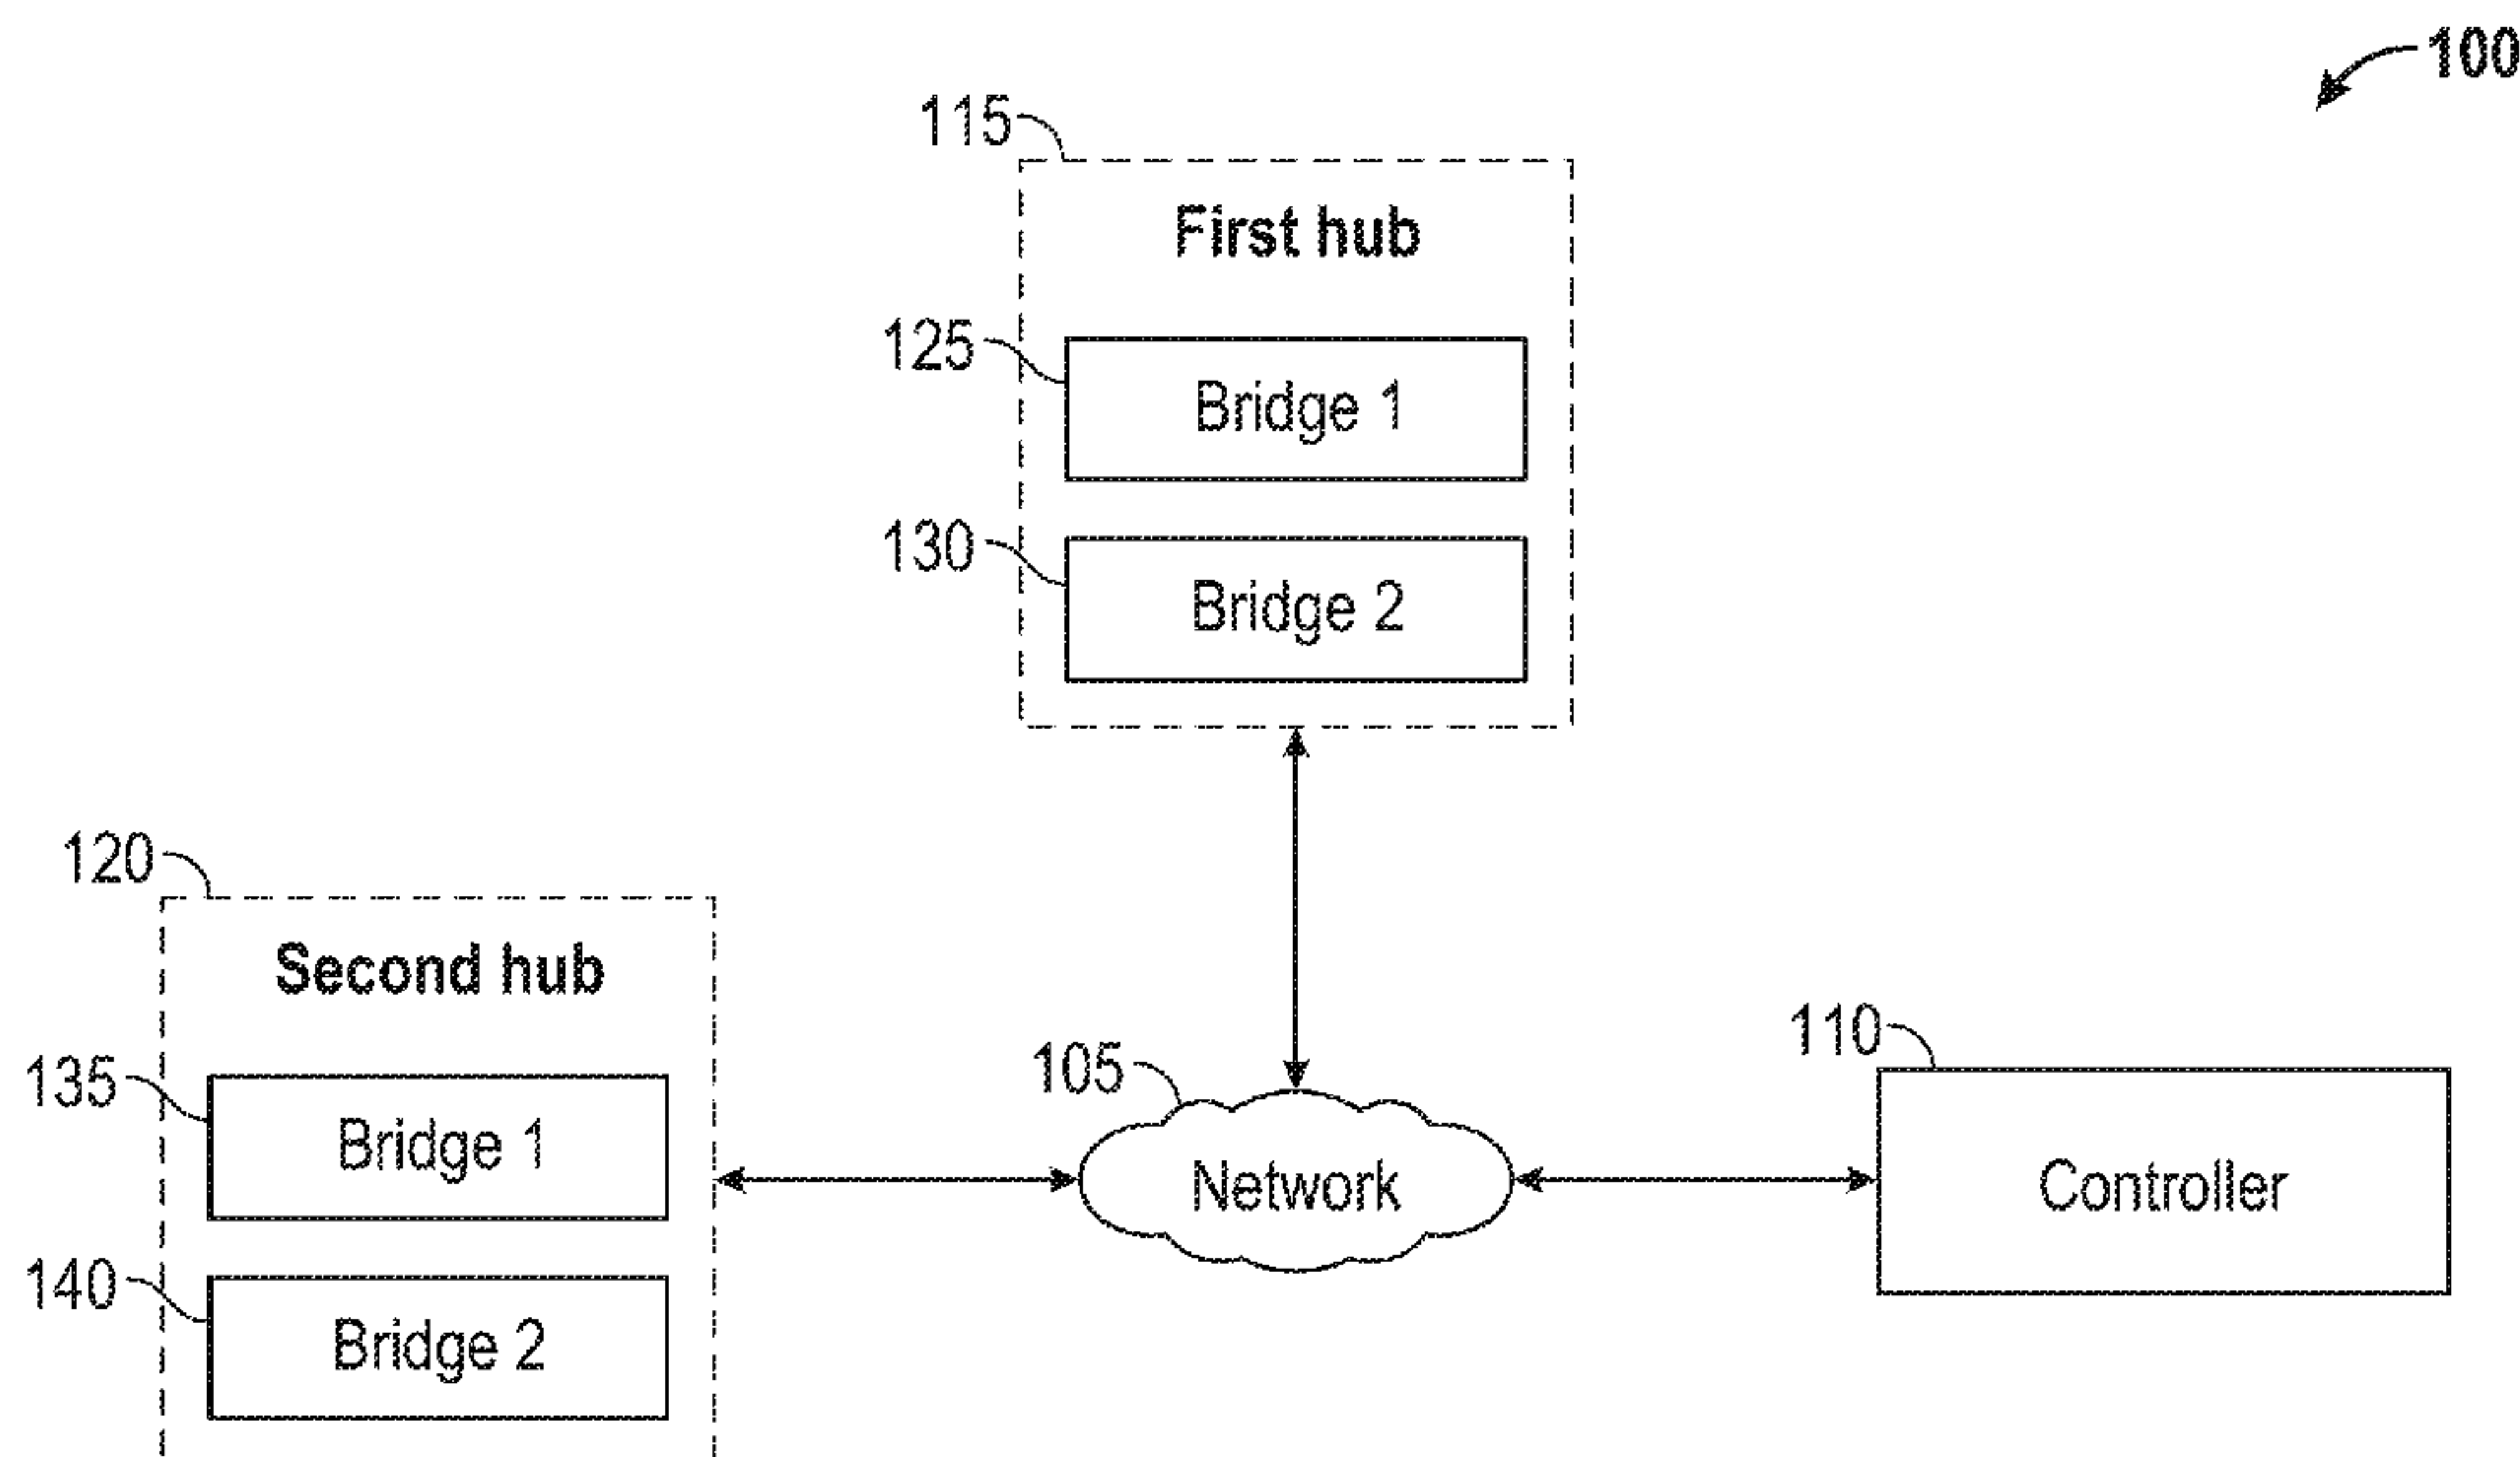 100
115
First hub
125
Bridge 1
130
Bridge 2
120
Second hub
135
Bridge 1
140
Bridge 2
105
Network
110
Controller